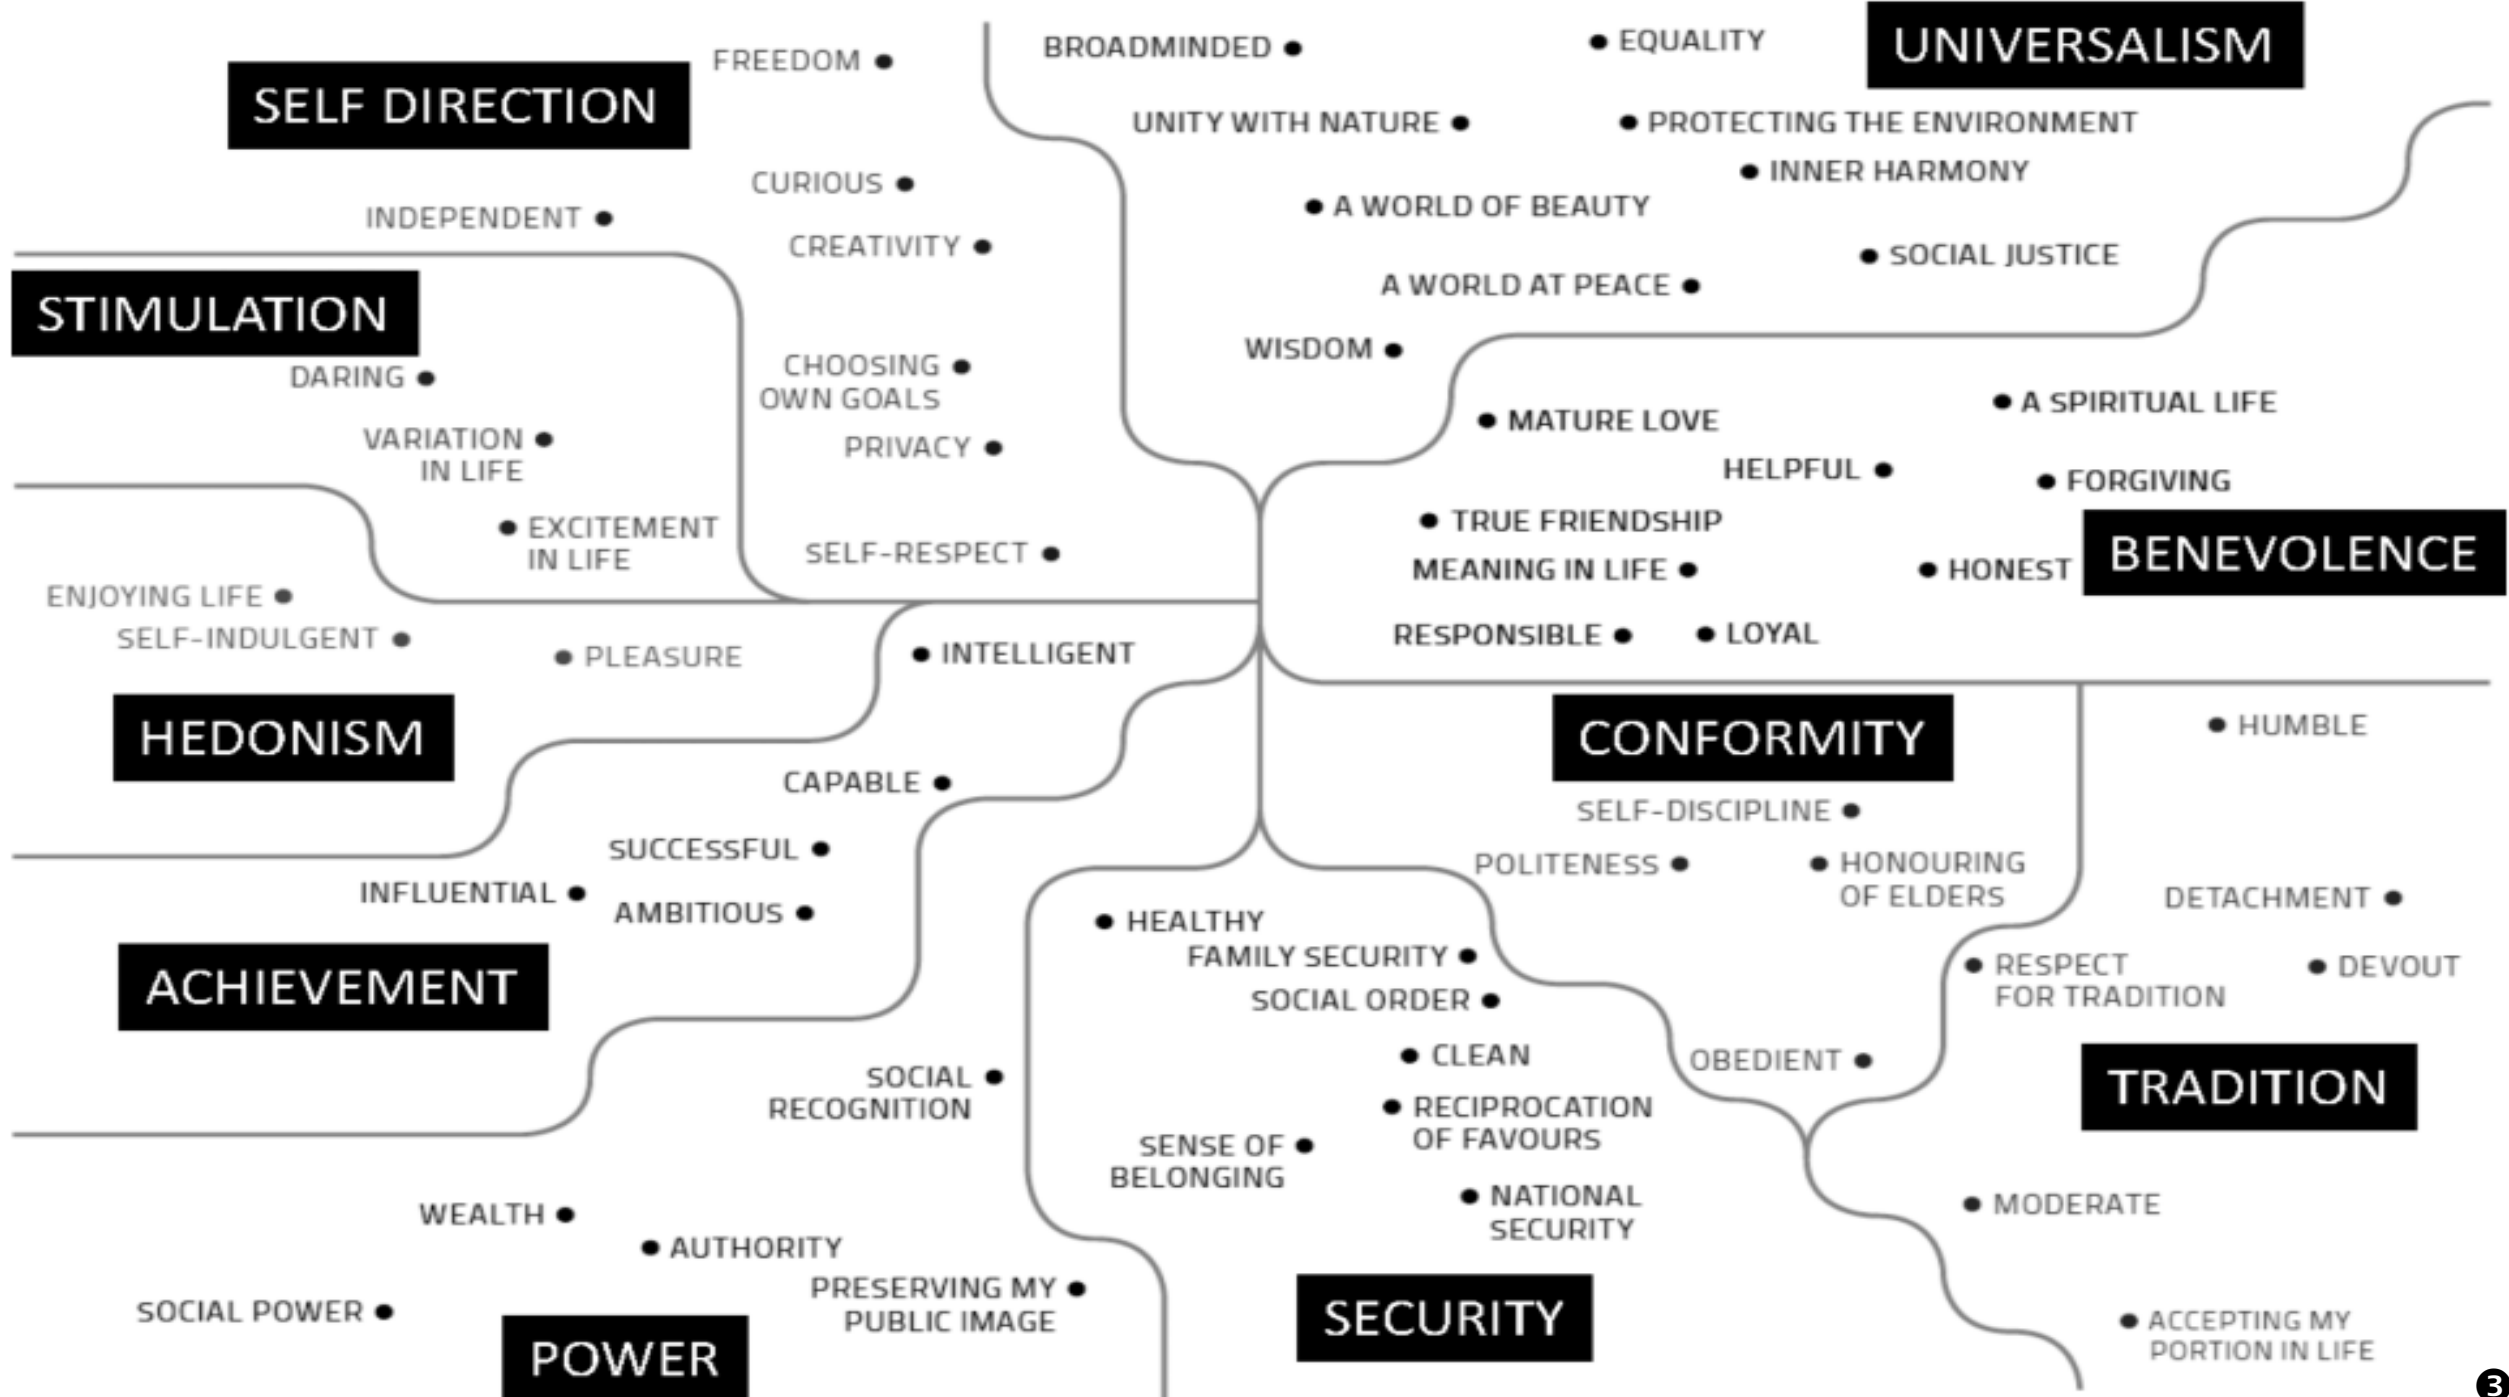 SELF DIRECTION
FREEDOM
CURIOUS
INDEPENDENT
CREATIVITY
CHOOSING
OWN GOALS
PRIVACY
SELF-RESPECT
UNIVERSALISM
BROADMINDED
EQUALITY
UNITY WITH NATURE
PROTECTING THE ENVIRONMENT
INNER HARMONY
A WORLD OF BEAUTY
SOCIAL JUSTICE
A WORLD AT PEACE
WISDOM
STIMULATION
DARING
VARIATION
IN LIFE
EXCITEMENT
IN LIFE
MATURE LOVE
A SPIRITUAL LIFE
HELPFUL
FORGIVING
TRUE FRIENDSHIP
MEANING IN LIFE
HONEST
BENEVOLENCE
RESPONSIBLE
LOYAL
ENJOYING LIFE
SELF-INDULGENT
PLEASURE
HEDONISM
INTELLIGENT
CAPABLE
SUCCESSFUL
INFLUENTIAL
AMBITIOUS
ACHIEVEMENT
CONFORMITY
SELF-DISCIPLINE
POLITENESS
HONOURING
OF ELDERS
OBEDIENT
HUMBLE
DETACHMENT
RESPECT
FOR TRADITION
DEVOUT
TRADITION
MODERATE
ACCEPTING MY
PORTION IN LIFE
HEALTHY
FAMILY SECURITY
SOCIAL ORDER
CLEAN
RECIPROCATION
OF FAVOURS
SENSE OF
BELONGING
NATIONAL
SECURITY
SECURITY
SOCIAL
RECOGNITION
WEALTH
AUTHORITY
PRESERVING MY
PUBLIC IMAGE
SOCIAL POWER
POWER
3